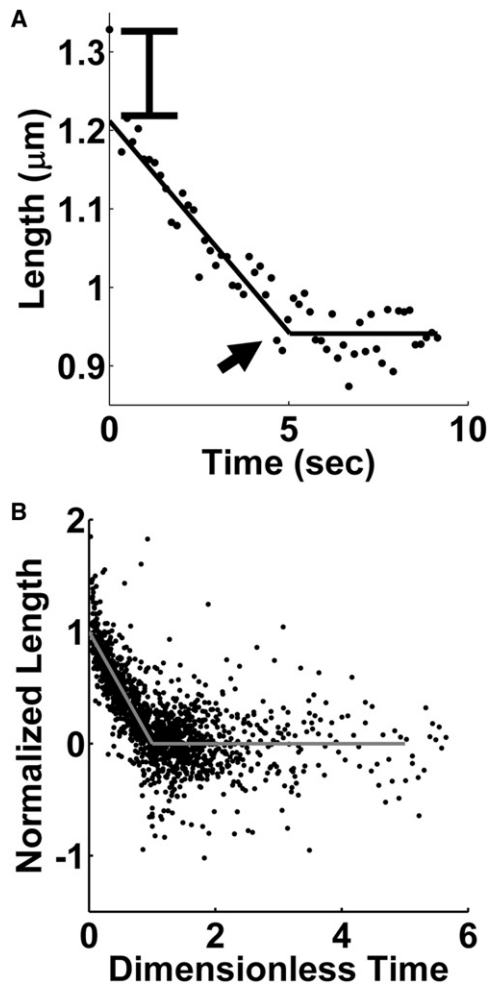 A
Length (μm)
1.3
1.2
1.1
1
0.9
0
5
10
Time (sec)
B
Normalized Length
2
1
0
-1
0
2
4
6
Dimensionless Time